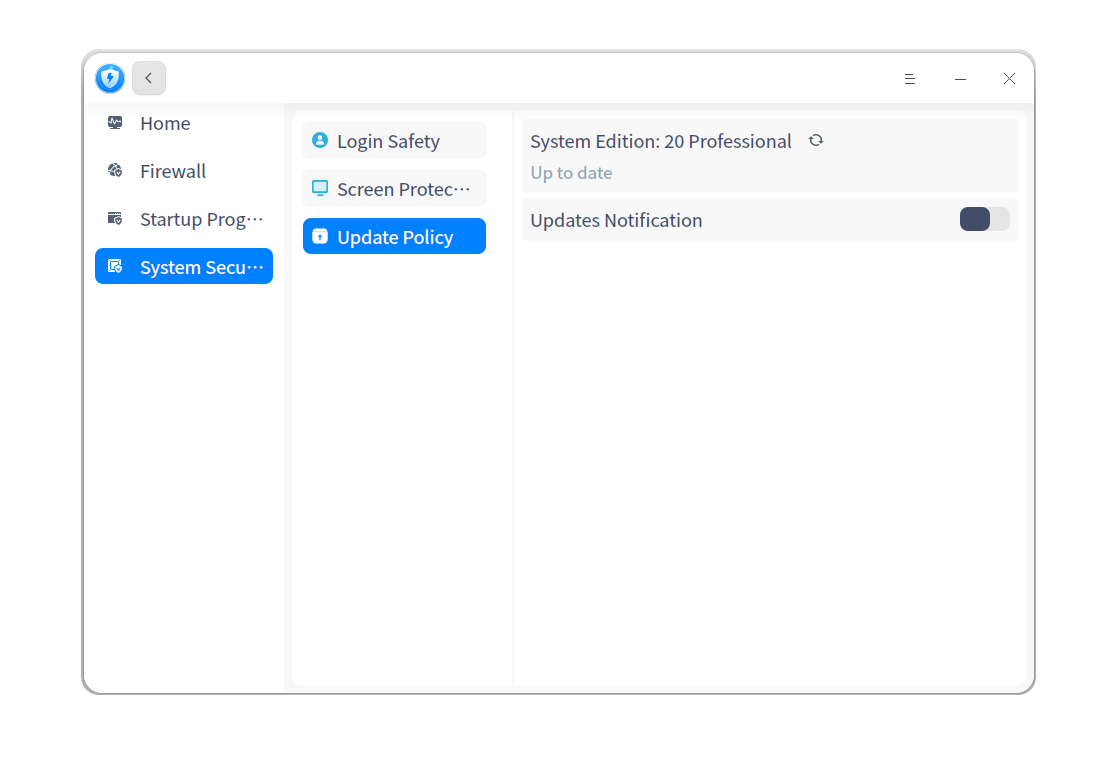 Home
Firewall
Startup Prog···
System Secu···
Login Safety
Screen Protec···
Update Policy
System Edition: 20 Professional
Up to date
Updates Notification